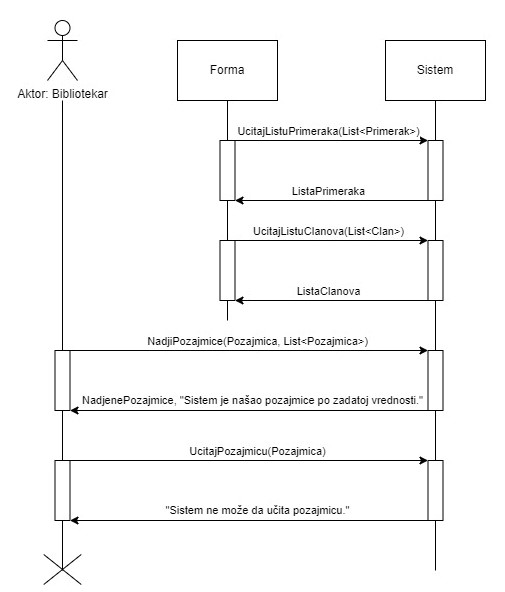 Forma
Sistem
Aktor: Bibliotekar
UcitajListuPrimeraka(List<Primerak>)
ListaPrimeraka
UcitajListuClanova(List<Clan>)
ListaClanova
NadjiPozajmice(Pozajmica, List<Pozajmica>)
NadjenePozajmice, "Sistem je našao pozajmice po zadatoj vrednosti."
UcitajPozajmicu(Pozajmica)
"Sistem ne može da učita pozajmicu."